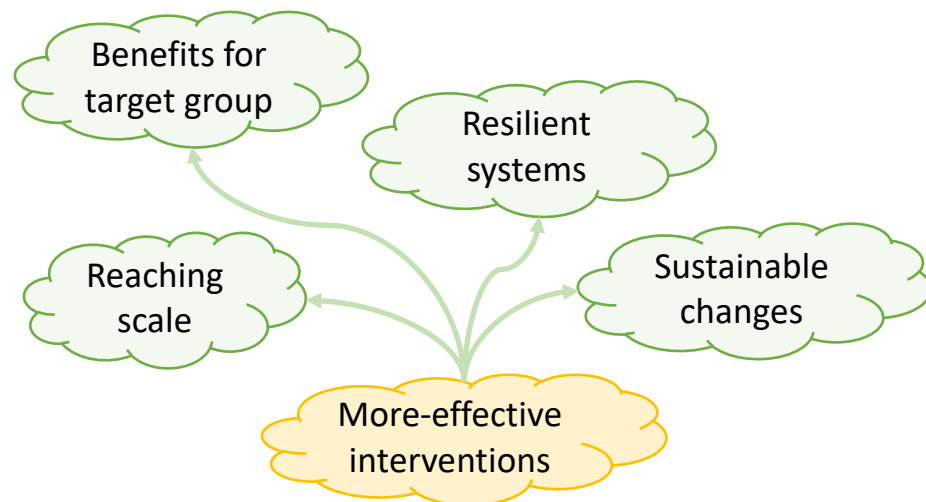 Benefits for
target group
Resilient
systems
Reaching
scale
Sustainable
changes
More-effective
interventions